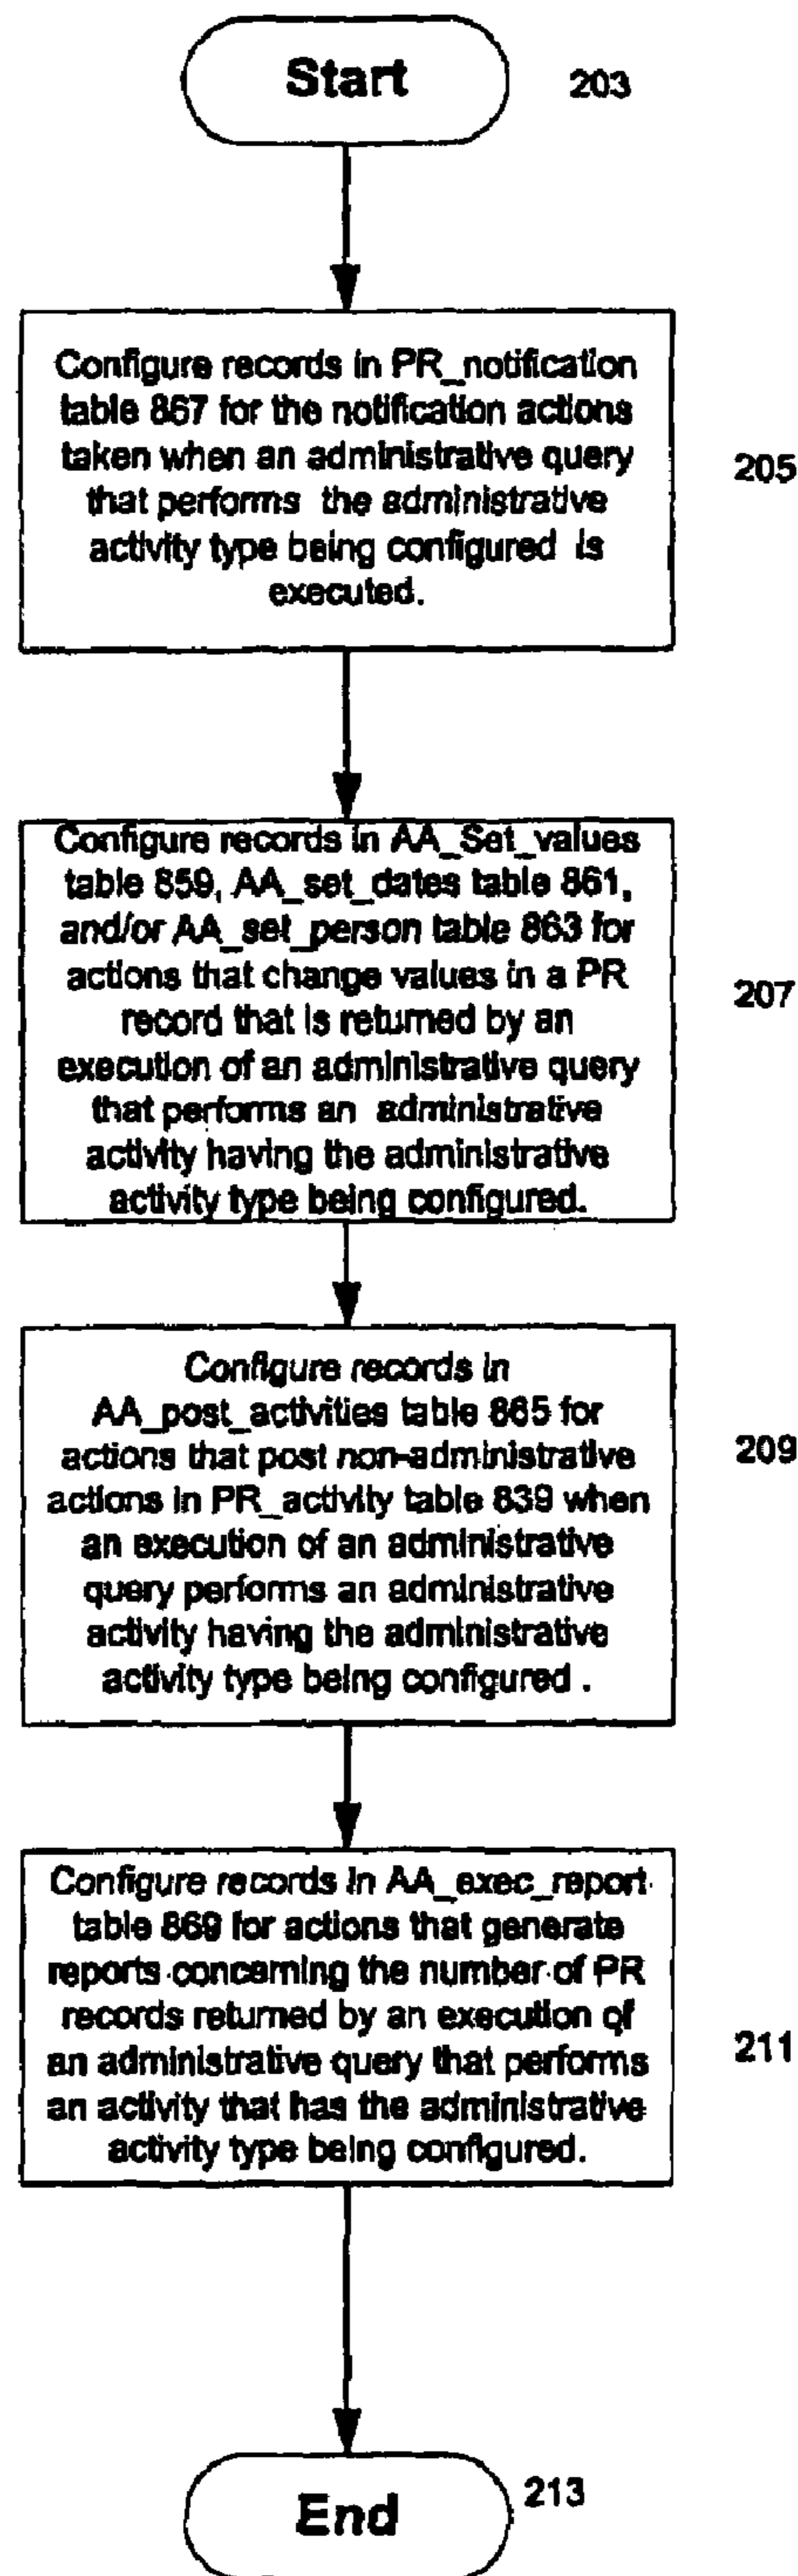 Start
203
Configure records in PR_notification
table 867 for the notification actions
taken when an administrative query
that performs the administrative
activity type being configured is
executed.
205
Configure records in AA_Set_values
table 859, AA_set_dates table 861,
and/or AA_set_person table 863 for
actions that change values in a PR
record that is returned by an
execution of an administrative query
that performs an administrative
activity having the administrative
activity type being configured.
207
Configure records in
AA_post_activities table 865 for
actions that post non-administrative
actions in PR_activity table 839 when
an execution of an administrative
query performs an administrative
activity having the administrative
activity type being configured .
209
Configure records in AA_exec_report
table 869 for actions that generate
reports concerning the number of PR
records returned by an execution of
an administrative query that performs
an activity that has the administrative
activity type being configured.
211
End
213